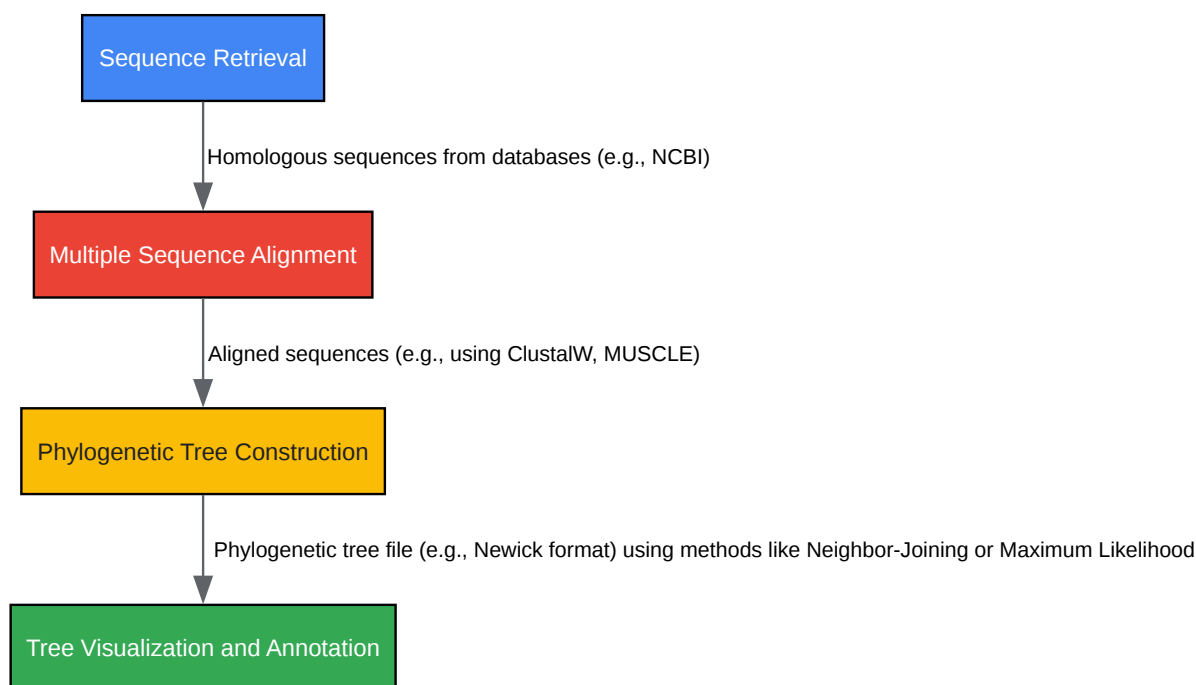 Sequence Retrieval
Homologous sequences from databases (e.g., NCBI)
Multiple Sequence Alignment
Aligned sequences (e.g., using ClustalW, MUSCLE)
Phylogenetic Tree Construction
Phylogenetic tree file (e.g., Newick format) using methods like Neighbor-Joining or Maximum Likelihood
Tree Visualization and Annotation